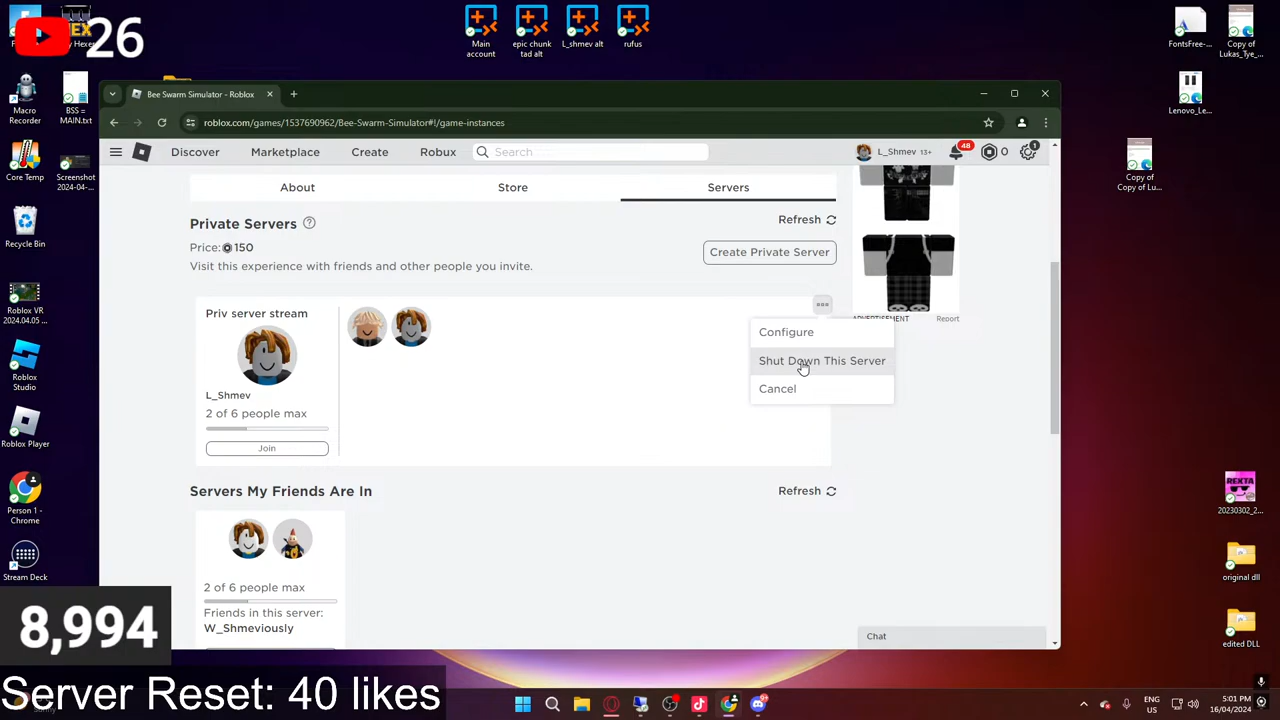 26
Main account
epic chunk tad alt
L_shmev alt
rufus
FontsFree-...
Copy of Lukas_Tye_...
Macro Recorder
BSS = MAIN.txt
Lenovo_Le...
Core Temp
Screenshot 2024-04-...
Copy of Copy of Lu...
Recycle Bin
Roblox VR 2024.04.05 ...
Roblox Studio
Roblox Player
Person 1 - Chrome
Stream Deck
20230302_2...
original dll
edited DLL
Bee Swarm Simulator - Roblox
roblox.com/games/1537690962/Bee-Swarm-Simulator#!/game-instances
Discover
Marketplace
Create
Robux
Search
L_Shmev 13+
48
0
1
About
Store
Servers
Private Servers
Refresh
Price: 150
Create Private Server
Visit this experience with friends and other people you invite.
Priv server stream
L_Shmev
2 of 6 people max
Join
Configure
Shut Down This Server
Cancel
ADVERTISEMENT
Report
Servers My Friends Are In
Refresh
2 of 6 people max
Friends in this server:
W_Shmeviously
Chat
8,994
Server Reset: 40 likes
ENG
US
5:01 PM
16/04/2024